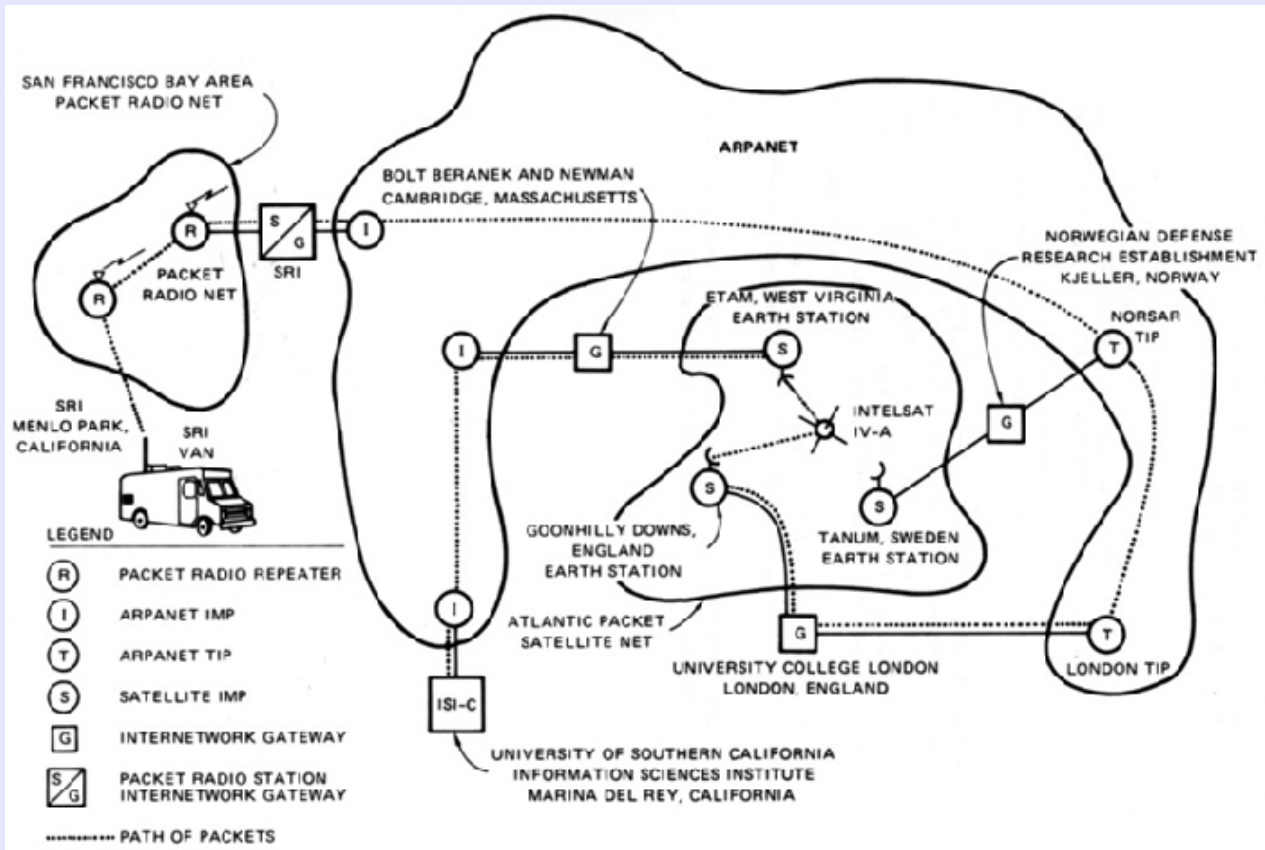 SAN FRANCISCO BAY AREA
PACKET RADIO NET
ARPANET
BOLT BERANEK AND NEWMAN
CAMBRIDGE, MASSACHUSETTS
R
S
G
I
SRI
PACKET
RADIO NET
R
NORWEGIAN DEFENSE
RESEARCH ESTABLISHMENT
KJELLER, NORWAY
ETAM, WEST VIRGINIA
EARTH STATION
NORSAR
TIP
I
G
S
T
SRI
MENLO PARK,
CALIFORNIA
SRI
VAN
INTELSAT
IV-A
G
S
S
GOONHILLY DOWNS,
ENGLAND
EARTH STATION
TANUM, SWEDEN
EARTH STATION
LEGEND
R PACKET RADIO REPEATER
I ARPANET IMP
T ARPANET TIP
S SATELLITE IMP
G INTERNETWORK GATEWAY
S
G
PACKET RADIO STATION
INTERNETWORK GATEWAY
PATH OF PACKETS
I
ATLANTIC PACKET
SATELLITE NET
G
T
UNIVERSITY COLLEGE LONDON
LONDON, ENGLAND
LONDON TIP
ISI-C
UNIVERSITY OF SOUTHERN CALIFORNIA
INFORMATION SCIENCES INSTITUTE
MARINA DEL REY, CALIFORNIA